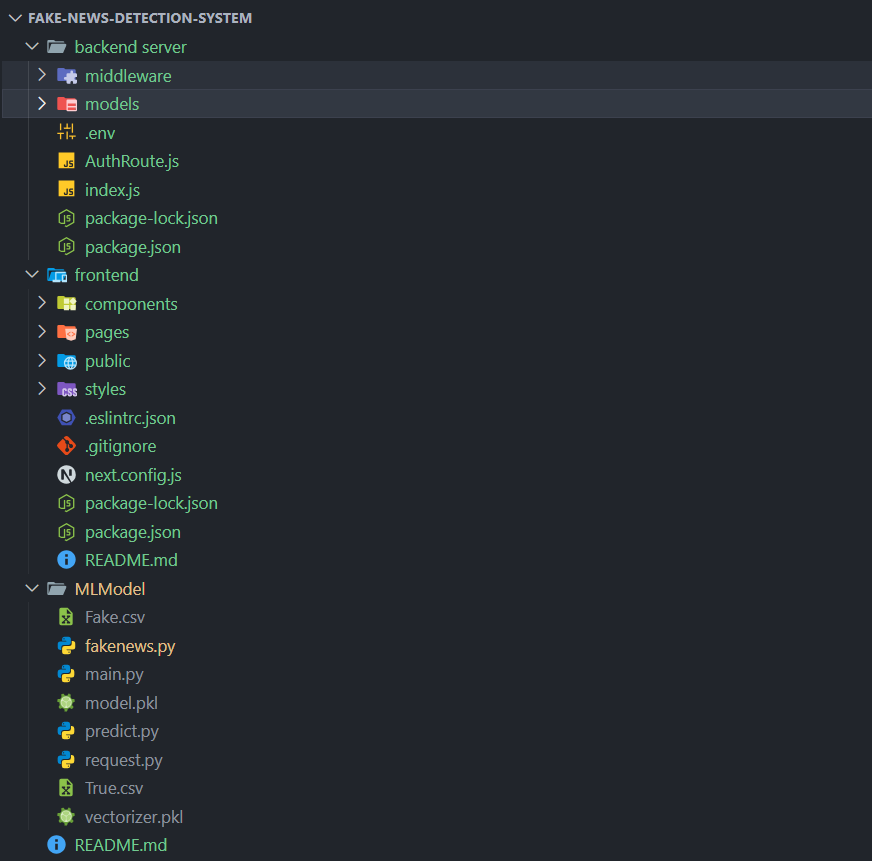 FAKE-NEWS-DETECTION-SYSTEM
backend server
middleware
models
.env
AuthRoute.js
index.js
package-lock.json
package.json
frontend
components
pages
public
styles
.eslintrc.json
.gitignore
next.config.js
package-lock.json
package.json
README.md
MLModel
Fake.csv
fakenews.py
main.py
model.pkl
predict.py
request.py
True.csv
vectorizer.pkl
README.md